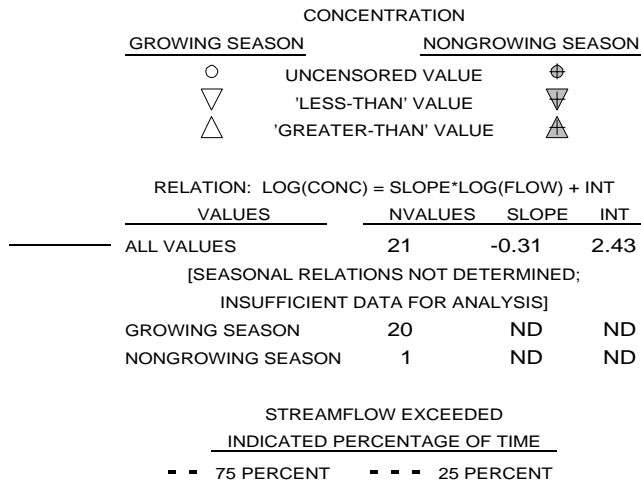 CONCENTRATION
GROWING SEASON NONGROWING SEASON
UNCENSORED VALUE
'LESS-THAN' VALUE
'GREATER-THAN' VALUE
RELATION: LOG(CONC) = SLOPE*LOG(FLOW) + INT
VALUES NVALUES SLOPE INT
ALL VALUES 21 -0.31 2.43
[SEASONAL RELATIONS NOT DETERMINED;
INSUFFICIENT DATA FOR ANALYSIS]
GROWING SEASON 20 ND ND
NONGROWING SEASON 1 ND ND
STREAMFLOW EXCEEDED
INDICATED PERCENTAGE OF TIME
75 PERCENT 25 PERCENT